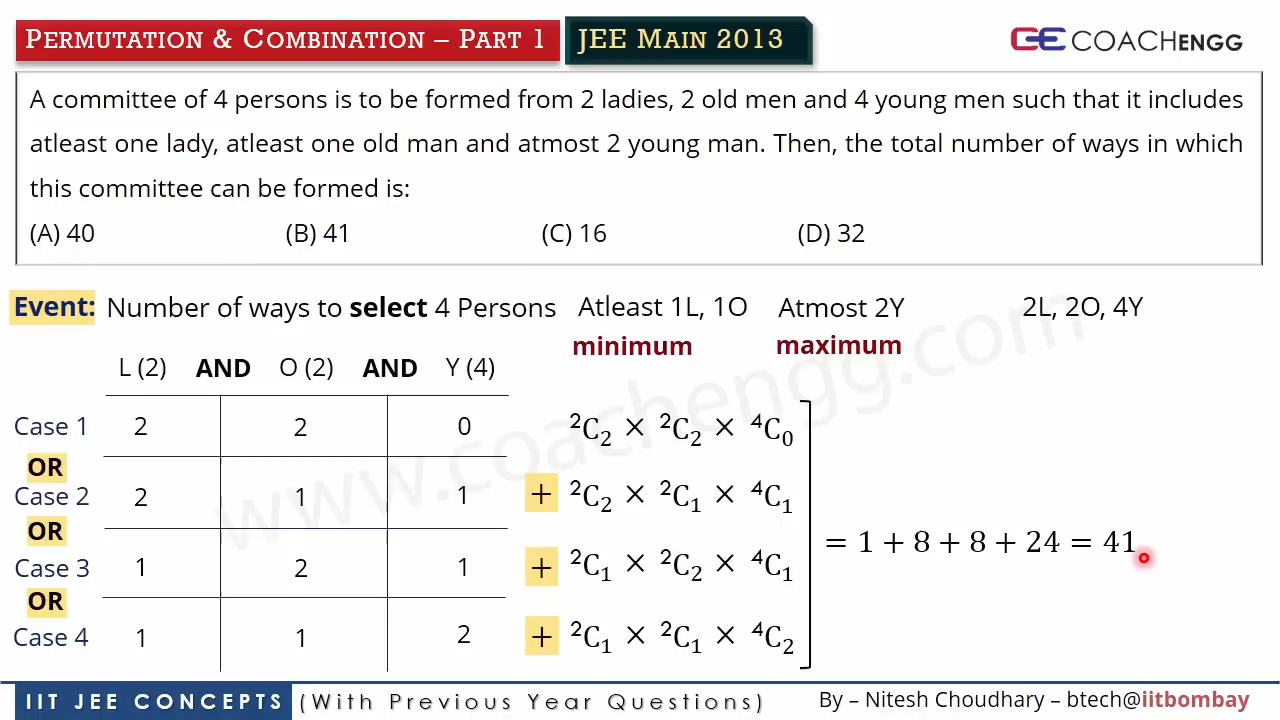 PERMUTATION & COMBINATION – PART 1 JEE MAIN 2013
CE COACHENGG
A committee of 4 persons is to be formed from 2 ladies, 2 old men and 4 young men such that it includes
atleast one lady, atleast one old man and atmost 2 young man. Then, the total number of ways in which
this committee can be formed is:
(A) 40 (B) 41 (C) 16 (D) 32
Event: Number of ways to select 4 Persons Atleast 1L, 1O Atmost 2Y 2L, 2O, 4Y
minimum maximum
L (2) AND O (2) AND Y (4)
Case 1 2 2 0 ²C₂ × ²C₂ × ⁴C₀
OR
Case 2 2 1 1 + ²C₂ × ²C₁ × ⁴C₁
OR
= 1 + 8 + 8 + 24 = 41
Case 3 1 2 1 + ²C₁ × ²C₂ × ⁴C₁
OR
Case 4 1 1 2 + ²C₁ × ²C₁ × ⁴C₂
www.coachengg.com
IIT JEE CONCEPTS (With Previous Year Questions) By – Nitesh Choudhary – btech@iitbombay